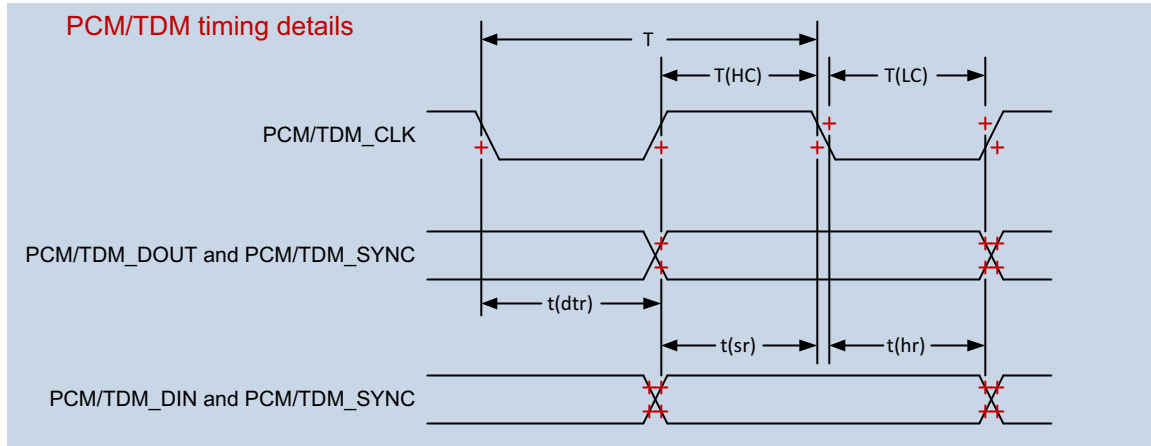 PCM/TDM timing details
T
T(HC)
T(LC)
PCM/TDM_CLK
PCM/TDM_DOUT and PCM/TDM_SYNC
t(dtr)
t(sr)
t(hr)
PCM/TDM_DIN and PCM/TDM_SYNC